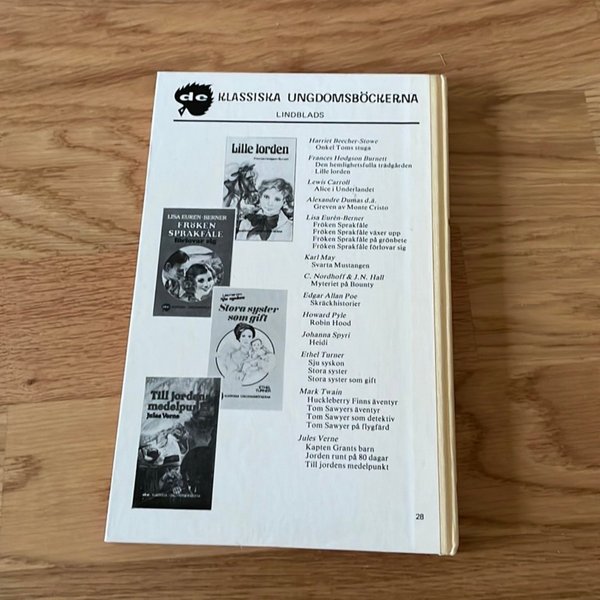 dc KLASSISKA UNGDOMSBÖCKERNA
LINDBLADS
Lille lorden
LISA EURÉN-BERNER
FRÖKEN
SPRAKFÅLE
förlovar sig
Stora syster
som gift
ETHEL
TURNER
Till jordens
medelpunkt
Jules Verne
Harriet Beecher-Stowe
Onkel Toms stuga
Frances Hodgson Burnett
Den hemlighetsfulla trädgården
Lille lorden
Lewis Carroll
Alice i Underlandet
Alexandre Dumas d.ä.
Greven av Monte Cristo
Lisa Eurén-Berner
Fröken Sprakfåle
Fröken Sprakfåle växer upp
Fröken Sprakfåle på grönbete
Fröken Sprakfåle förlovar sig
Karl May
Svarta Mustangen
C. Nordhoff & J.N. Hall
Myteriet på Bounty
Edgar Allan Poe
Skräckhistorier
Howard Pyle
Robin Hood
Johanna Spyri
Heidi
Ethel Turner
Sju syskon
Stora syster
Stora syster som gift
Mark Twain
Huckleberry Finns äventyr
Tom Sawyers äventyr
Tom Sawyer som detektiv
Tom Sawyer på flygfärd
Jules Verne
Kapten Grants barn
Jorden runt på 80 dagar
Till jordens medelpunkt
28